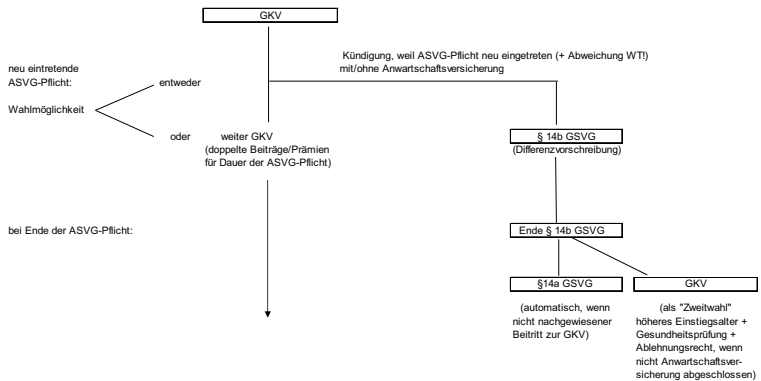 GKV
Kündigung, weil ASVG-Pflicht neu eingetreten (+ Abweichung WT!)
mit/ohne Anwartschaftsversicherung
neu eintretende
ASVG-Pflicht:
entweder
Wahlmöglichkeit
oder
weiter GKV
(doppelte Beiträge/Prämien
für Dauer der ASVG-Pflicht)
§ 14b GSVG
(Differenzvorschreibung)
bei Ende der ASVG-Pflicht:
Ende § 14b GSVG
§14a GSVG
(automatisch, wenn
nicht nachgewiesener
Beitritt zur GKV)
GKV
(als "Zweitwahl"
höheres Einstiegsalter +
Gesundheitsprüfung +
Ablehnungsrecht, wenn
nicht Anwartschaftsver-
sicherung abgeschlossen)